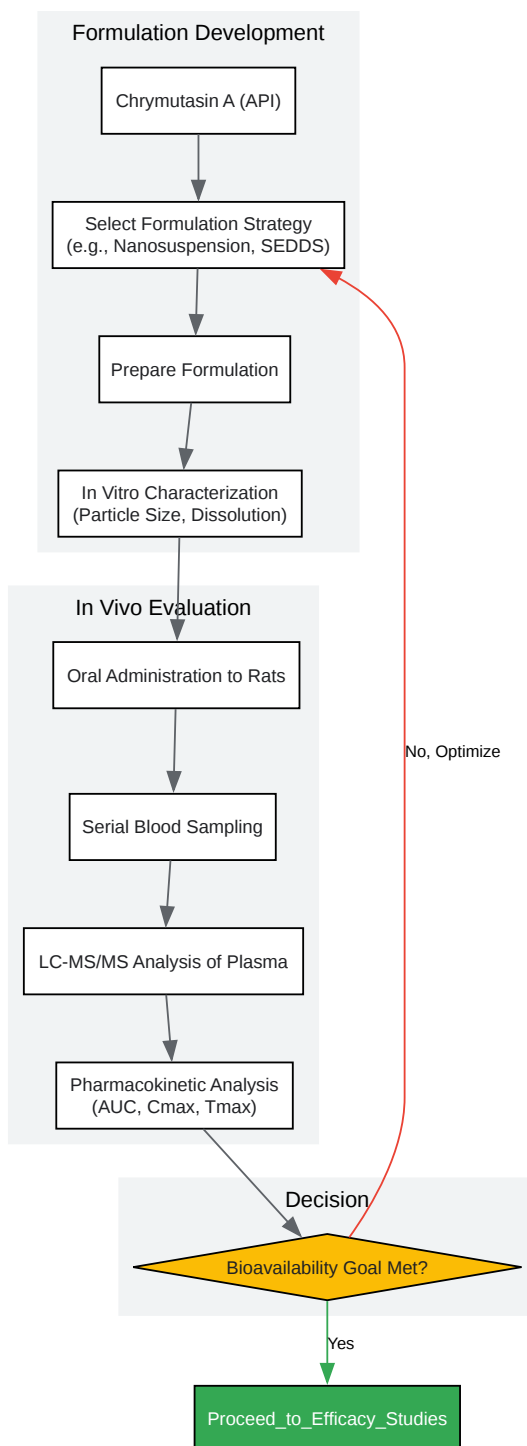 Formulation Development
Chrymutasin A (API)
Select Formulation Strategy
(e.g., Nanosuspension, SEDDS)
Prepare Formulation
In Vitro Characterization
(Particle Size, Dissolution)
In Vivo Evaluation
Oral Administration to Rats
No, Optimize
Serial Blood Sampling
LC-MS/MS Analysis of Plasma
Pharmacokinetic Analysis
(AUC, Cmax, Tmax)
Decision
Bioavailability Goal Met?
Yes
Proceed_to_Efficacy_Studies